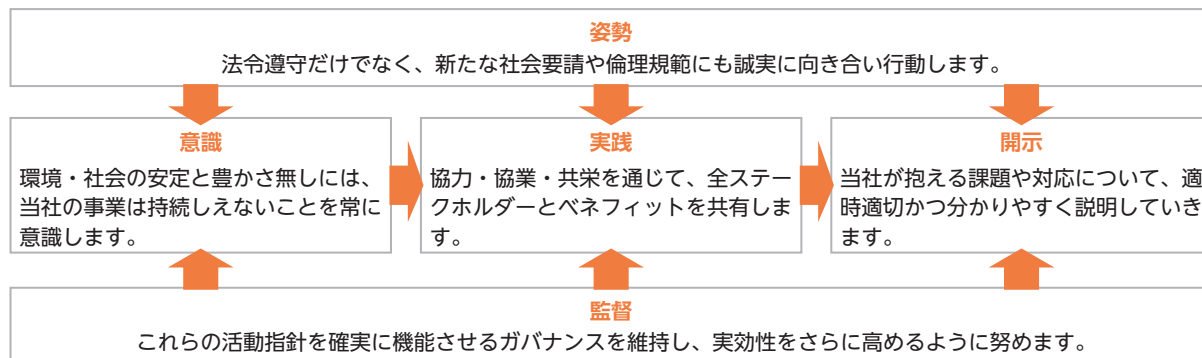 姿勢
法令遵守だけでなく、新たな社会要請や倫理規範にも誠実に向き合い行動します。
意識
環境・社会の安定と豊かさ無しには、
当社の事業は持続しえないことを常に
意識します。
実践
協力・協業・共栄を通じて、全ステー
クホルダーとベネフィットを共有しま
す。
開示
当社が抱える課題や対応について、適
時適切かつ分かりやすく説明していき
ます。
監督
これらの活動指針を確実に機能させるガバナンスを維持し、実効性をさらに高めるように努めます。